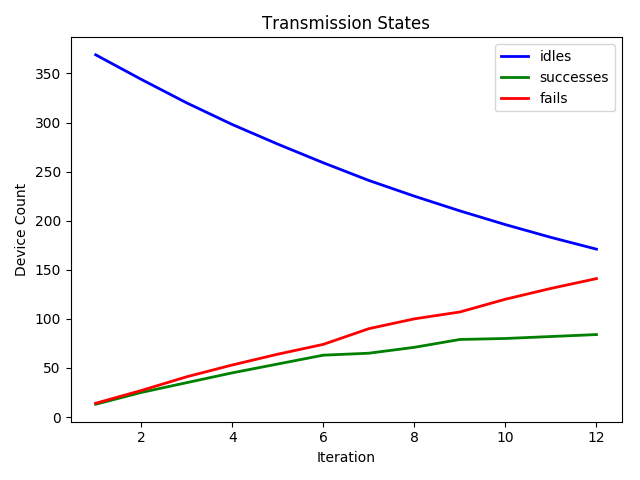 Transmission States
idles
successes
fails
Device Count
350
300
250
200
150
100
50
0
2 4 6 8 10 12
Iteration